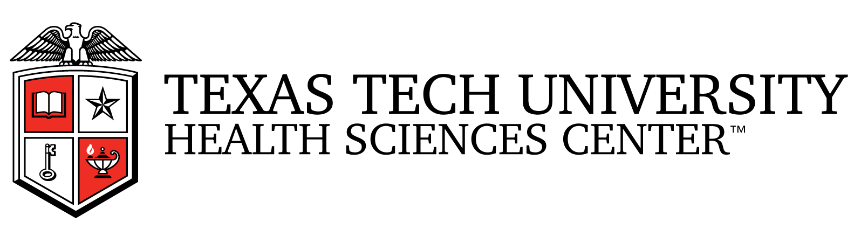 TEXAS TECH UNIVERSITY
HEALTH SCIENCES CENTER™